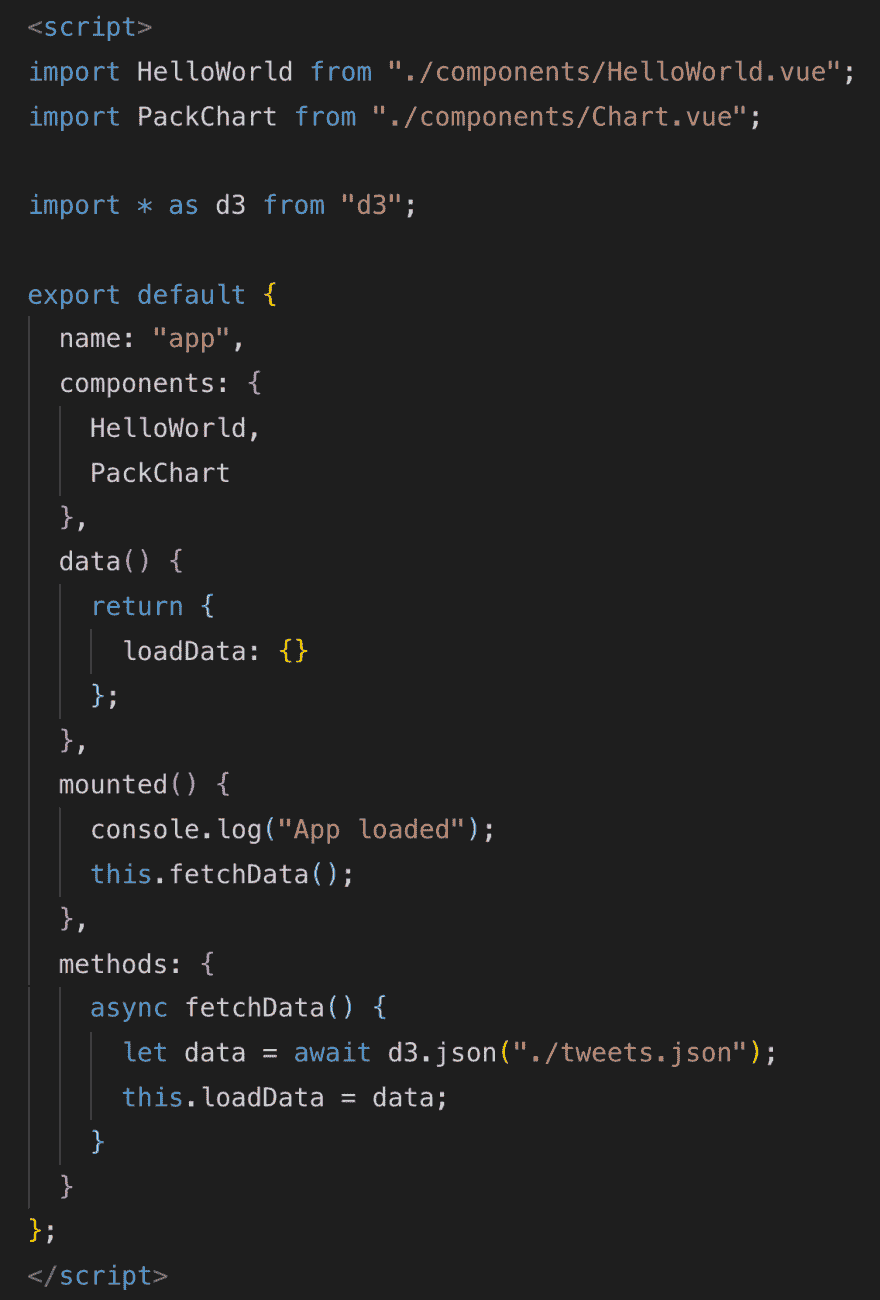 <script>
import HelloWorld from "./components/HelloWorld.vue";
import PackChart from "./components/Chart.vue";

import * as d3 from "d3";

export default {
  name: "app",
  components: {
    HelloWorld,
    PackChart
  },
  data() {
    return {
      loadData: {}
    };
  },
  mounted() {
    console.log("App loaded");
    this.fetchData();
  },
  methods: {
    async fetchData() {
      let data = await d3.json("./tweets.json");
      this.loadData = data;
    }
  }
};
</script>